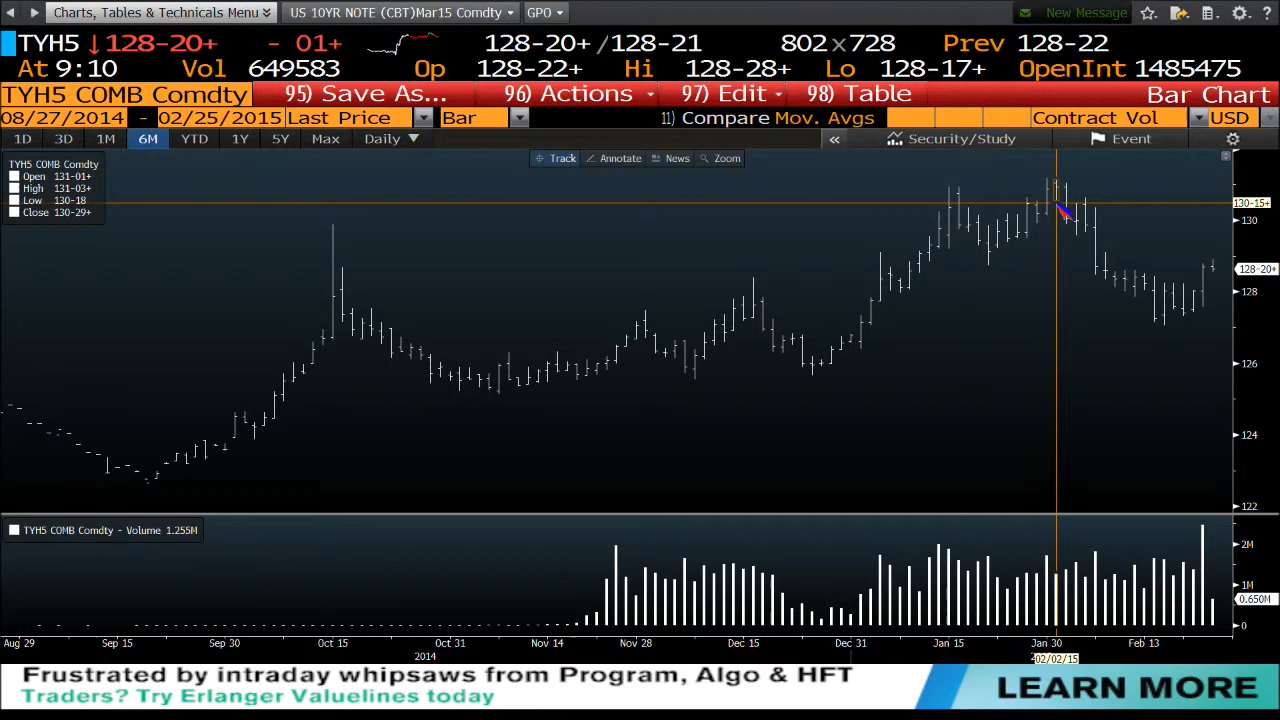 Charts, Tables & Technicals Menu US 10YR NOTE (CBT)Mar15 Comdty GPO New Message ?
TYH5 ↓128-20+ - 01+ 128-20+/128-21 802x728 Prev 128-22
At 9:10 Vol 649583 Op 128-22+ Hi 128-28+ Lo 128-17+ OpenInt 1485475
TYH5 COMB Comdty 95) Save As... 96) Actions 97) Edit 98) Table Bar Chart
08/27/2014 - 02/25/2015 Last Price Bar 11) Compare Mov. Avgs Contract Vol USD
1D 3D 1M 6M YTD 1Y 5Y Max Daily « Security/Study Event
Track Annotate News Zoom
TYH5 COMB Comdty
Open 131-01+
High 131-03+
Low 130-18
Close 130-29+
130-15+
130
128-20+
128
126
124
122
TYH5 COMB Comdty - Volume 1.255M
2M
1M
0.650M
0
Aug 29 Sep 15 Sep 30 Oct 15 Oct 31 Nov 14 Nov 28 Dec 15 Dec 31 Jan 15 Jan 30 Feb 13
2014 02/02/15
Frustrated by intraday whipsaws from Program, Algo & HFT
Traders? Try Erlanger Valuelines today
LEARN MORE